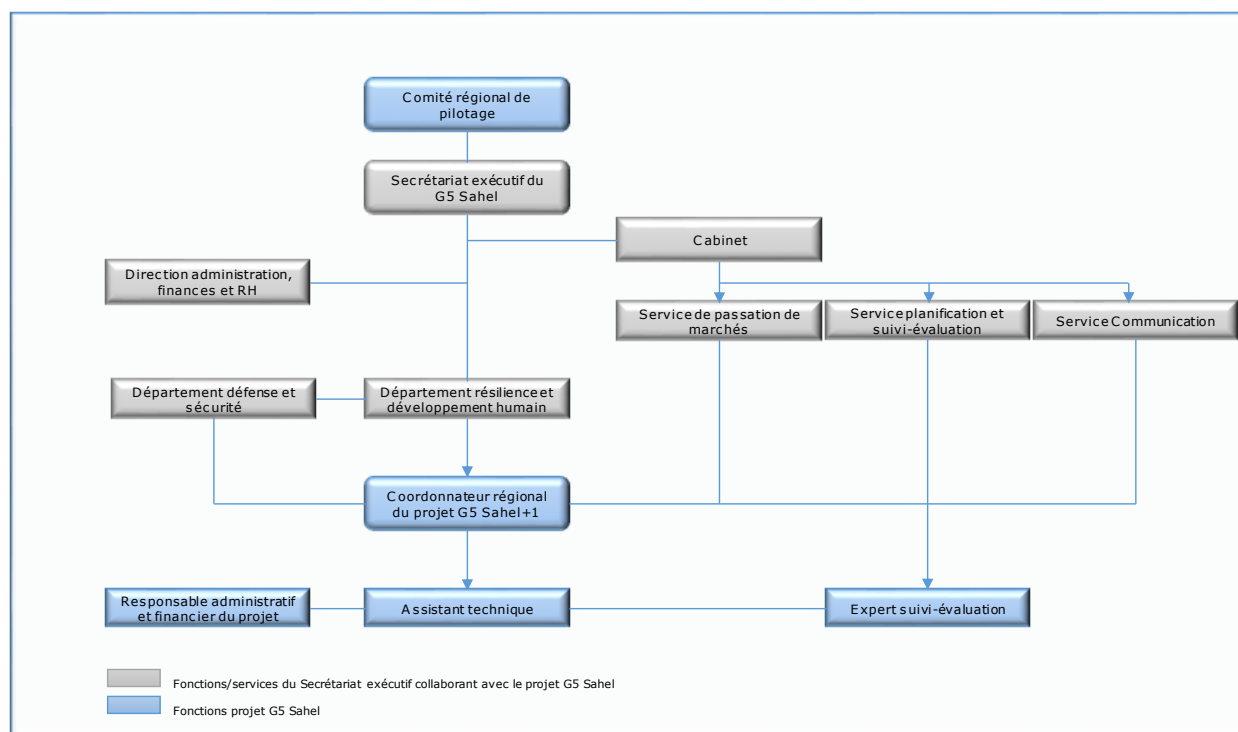 Comité régional de
pilotage
Secrétariat exécutif du
G5 Sahel
Cabinet
Direction administration,
finances et RH
Service de passation de
marchés
Service planification et
suivi-évaluation
Service Communication
Département défense et
sécurité
Département résilience et
développement humain
Coordonnateur régional
du projet G5 Sahel+1
Responsable administratif
et financier du projet
Assistant technique
Expert suivi-évaluation
Fonctions/services du Secrétariat exécutif collaborant avec le projet G5 Sahel
Fonctions projet G5 Sahel